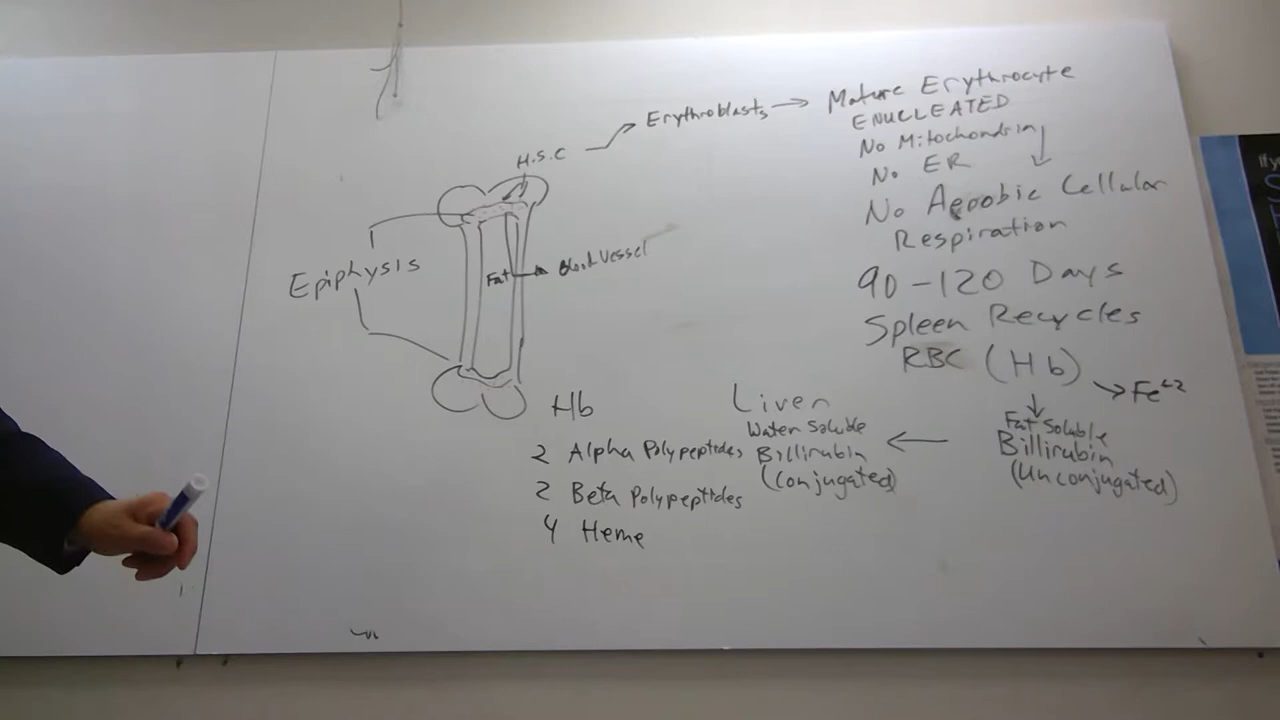 H.S.C
Erythroblasts
Mature Erythrocyte
ENUCLEATED
No Mitochondria
No ER
No Aerobic Cellular
Respiration
90-120 Days
Spleen Recycles
RBC (Hb)
Fe+2
Fat Soluble
Billirubin
(Unconjugated)
Liver
Water Soluble
Billirubin
(Conjugated)
Epiphysis
Fat
Blood Vessel
Hb
2 Alpha Polypeptides
2 Beta Polypeptides
4 Heme